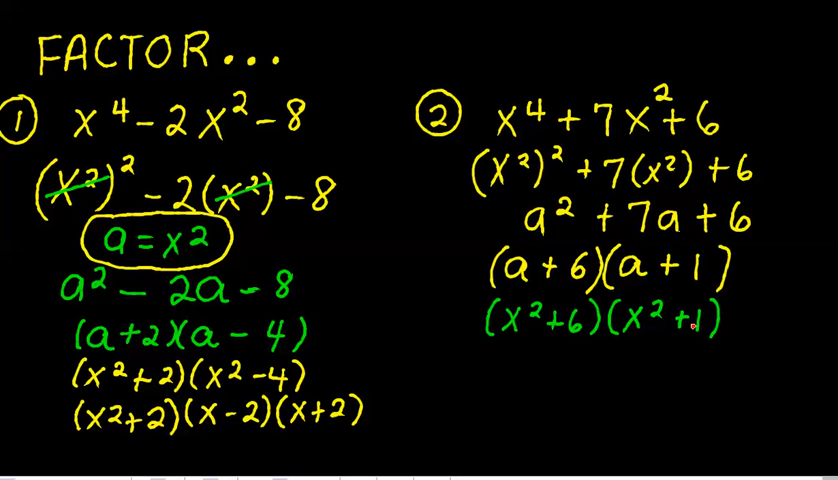 FACTOR...
① x⁴ - 2x² - 8
(x²)² - 2(x²) - 8
a = x²
a² - 2a - 8
(a+2)(a - 4)
(x²+2)(x²-4)
(x²+2)(x-2)(x+2)
② x⁴ + 7x² + 6
(x²)² + 7(x²) + 6
a² + 7a + 6
(a + 6)(a + 1)
(x²+6)(x²+1)